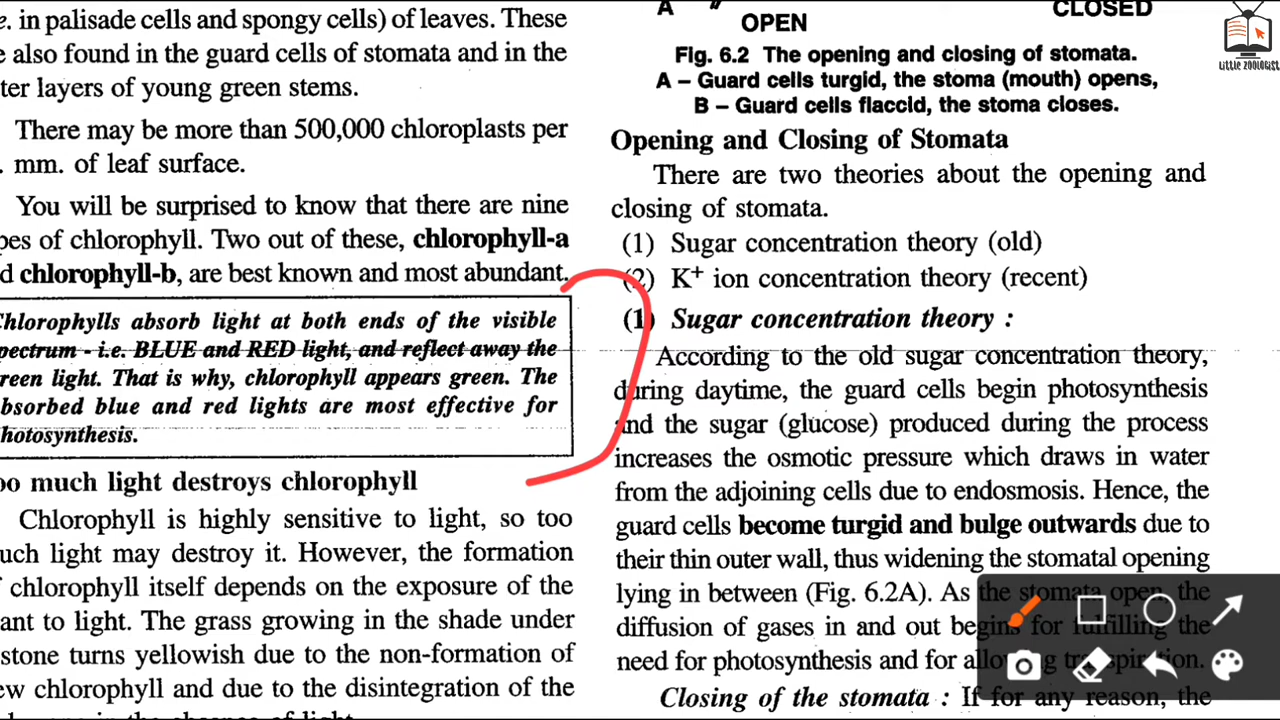 e. in palisade cells and spongy cells) of leaves. These
e also found in the guard cells of stomata and in the
ter layers of young green stems.
There may be more than 500,000 chloroplasts per
. mm. of leaf surface.
You will be surprised to know that there are nine
pes of chlorophyll. Two out of these, chlorophyll-a
d chlorophyll-b, are best known and most abundant.
hlorophylls absorb light at both ends of the visible
pectrum - i.e. BLUE and RED light, and reflect away the
reen light. That is why, chlorophyll appears green. The
bsorbed blue and red lights are most effective for
hotosynthesis.
oo much light destroys chlorophyll
Chlorophyll is highly sensitive to light, so too
uch light may destroy it. However, the formation
f chlorophyll itself depends on the exposure of the
ant to light. The grass growing in the shade under
stone turns yellowish due to the non-formation of
ew chlorophyll and due to the disintegration of the
in the absence of light.
A
OPEN
CLOSED
Fig. 6.2 The opening and closing of stomata.
A – Guard cells turgid, the stoma (mouth) opens,
B – Guard cells flaccid, the stoma closes.
Opening and Closing of Stomata
There are two theories about the opening and
closing of stomata.
(1) Sugar concentration theory (old)
(2) K+ ion concentration theory (recent)
(1) Sugar concentration theory :
According to the old sugar concentration theory,
during daytime, the guard cells begin photosynthesis
and the sugar (glucose) produced during the process
increases the osmotic pressure which draws in water
from the adjoining cells due to endosmosis. Hence, the
guard cells become turgid and bulge outwards due to
their thin outer wall, thus widening the stomatal opening
lying in between (Fig. 6.2A). As the stomata open, the
diffusion of gases in and out begins for fulfilling the
need for photosynthesis and for allowing transpiration.
Closing of the stomata : If for any reason, the
LITTLE ZOOLOGIST